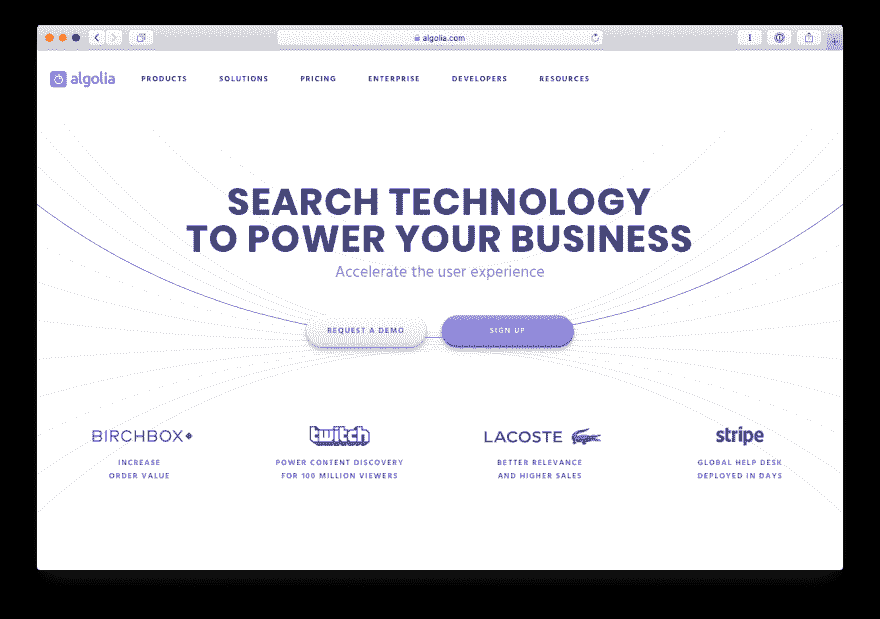 algolia.com
algolia PRODUCTS SOLUTIONS PRICING ENTERPRISE DEVELOPERS RESOURCES
SEARCH TECHNOLOGY
TO POWER YOUR BUSINESS
Accelerate the user experience
REQUEST A DEMO SIGN UP
BIRCHBOX twitch LACOSTE stripe
INCREASE
ORDER VALUE
POWER CONTENT DISCOVERY
FOR 100 MILLION VIEWERS
BETTER RELEVANCE
AND HIGHER SALES
GLOBAL HELP DESK
DEPLOYED IN DAYS